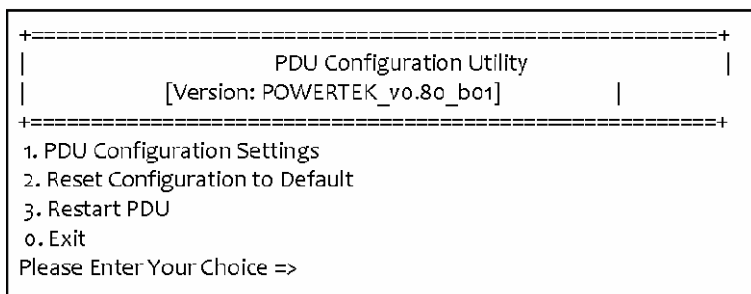 +==========================================================+
| PDU Configuration Utility |
| [Version: POWERTEK_v0.80_b01] |
+==========================================================+
1. PDU Configuration Settings
2. Reset Configuration to Default
3. Restart PDU
0. Exit
Please Enter Your Choice =>